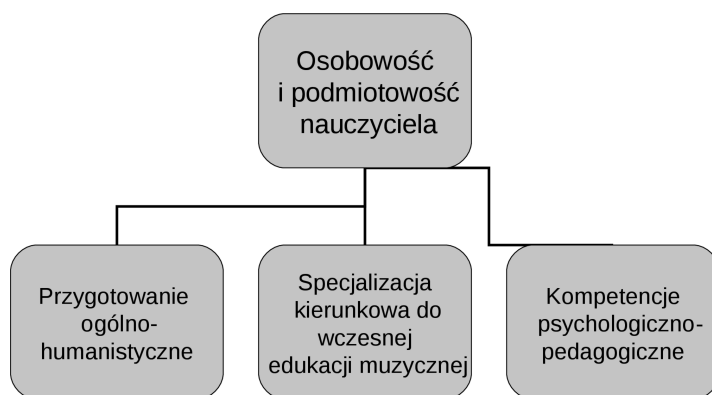 Osobowość
i podmiotowość
nauczyciela
Przygotowanie
ogólno-
humanistyczne
Specjalizacja
kierunkowa do
wczesnej
edukacji muzycznej
Kompetencje
psychologiczno-
pedagogiczne